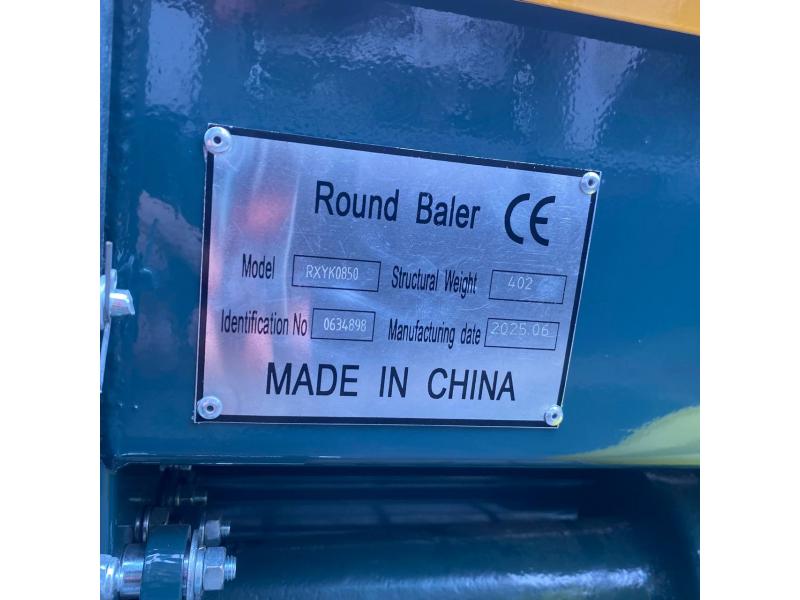 Round Baler CE
Model RXYK0850 Structural Weight 402
Identification No 0634898 Manufacturing date 2025.06
MADE IN CHINA